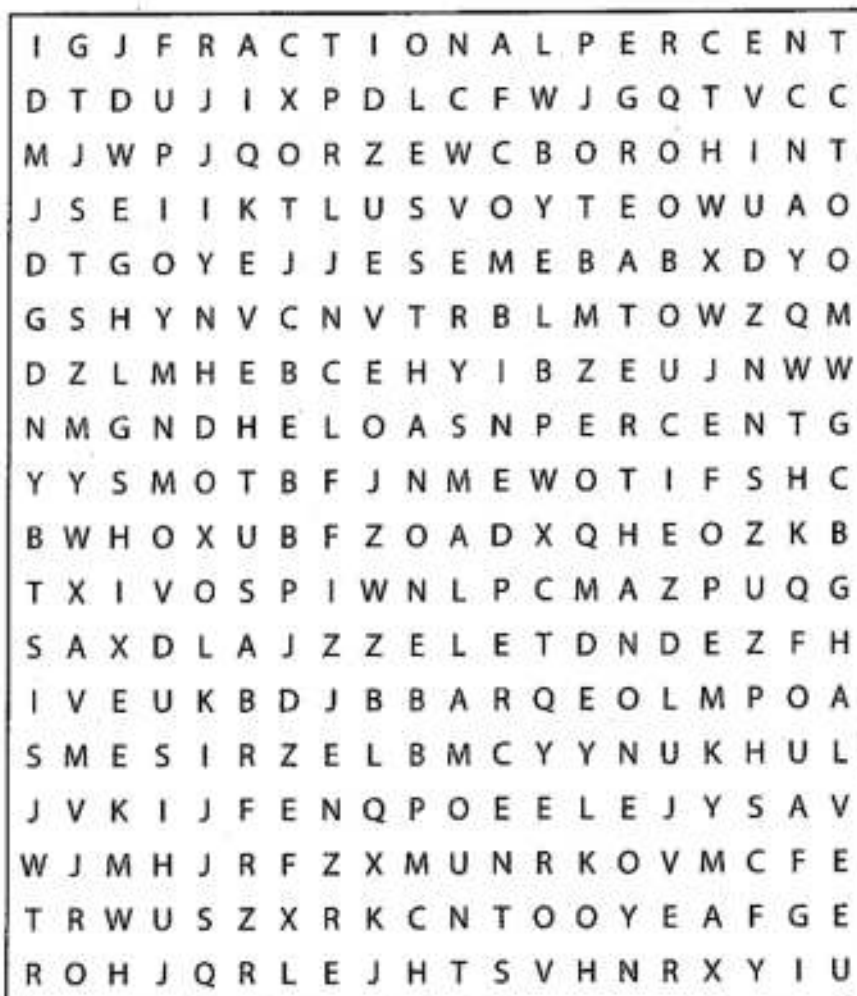 I G J F R A C T I O N A L P E R C E N T
D T D U J I X P D L C F W J G Q T V C C
M J W P J Q O R Z E W C B O R O H I N T
J S E I I K T L U S V O Y T E O W U A O
D T G O Y E J J E S E M E B A B X D Y O
G S H Y N V C N V T R B L M T O W Z Q M
D Z L M H E B C E H Y I B Z E U J N W W
N M G N D H E L O A S N P E R C E N T G
Y Y S M O T B F J N M E W O T I F S H C
B W H O X U B F Z O A D X Q H E O Z K B
T X I V O S P I W N L P C M A Z P U Q G
S A X D L A J Z Z E L E T D N D E Z F H
I V E U K B D J B B A R Q E O L M P O A
S M E S I R Z E L B M C Y Y N U K H U L
J V K I J F E N Q P O E E L E J Y S A V
W J M H J R F Z X M U N R K O V M C F E
T R W U S Z X R K C N T O O Y E A F G E
R O H J Q R L E J H T S V H N R X Y I U